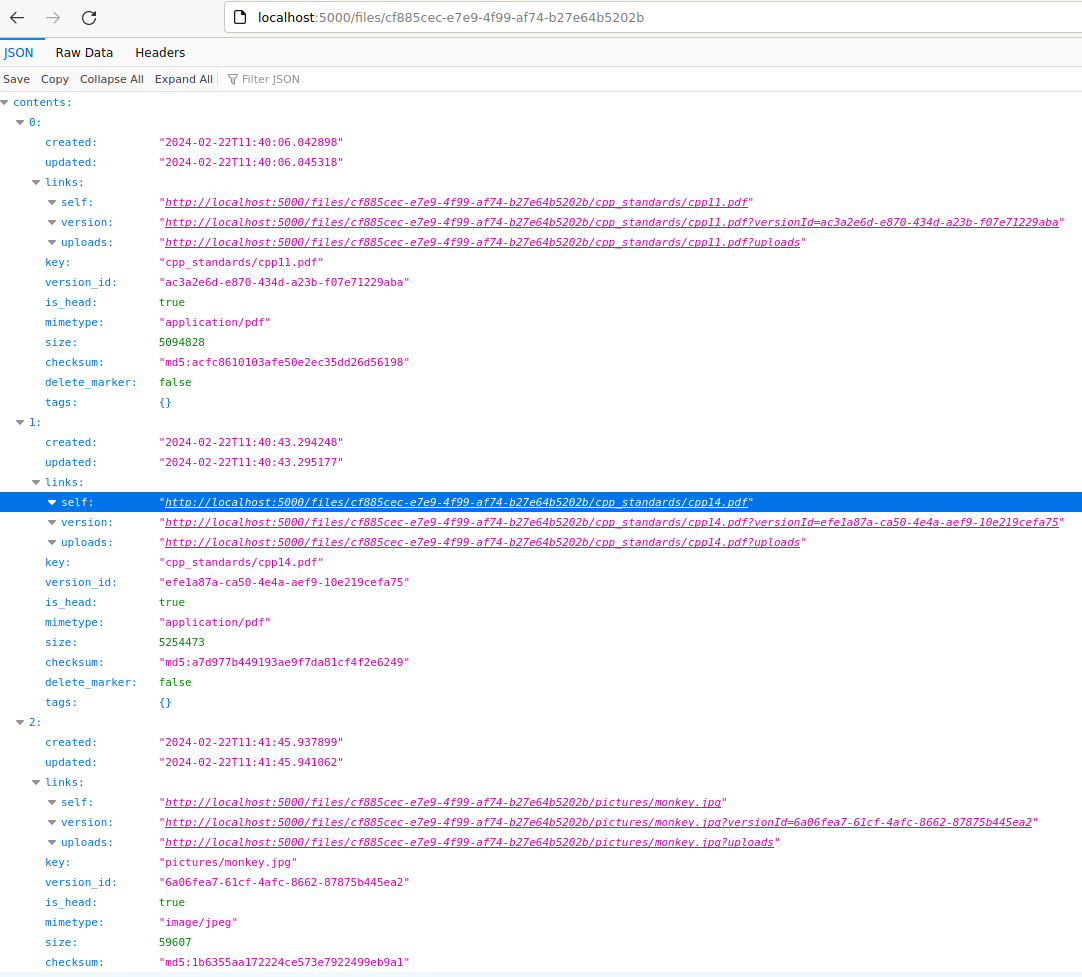 localhost:5000/files/cf885cec-e7e9-4f99-af74-b27e64b5202b
JSON Raw Data Headers
Save Copy Collapse All Expand All Filter JSON
contents:
0:
created: "2024-02-22T11:40:06.042898"
updated: "2024-02-22T11:40:06.045318"
links:
self: "http://localhost:5000/files/cf885cec-e7e9-4f99-af74-b27e64b5202b/cpp_standards/cpp11.pdf"
version: "http://localhost:5000/files/cf885cec-e7e9-4f99-af74-b27e64b5202b/cpp_standards/cpp11.pdf?versionId=ac3a2e6d-e870-434d-a23b-f07e71229aba"
uploads: "http://localhost:5000/files/cf885cec-e7e9-4f99-af74-b27e64b5202b/cpp_standards/cpp11.pdf?uploads"
key: "cpp_standards/cpp11.pdf"
version_id: "ac3a2e6d-e870-434d-a23b-f07e71229aba"
is_head: true
mimetype: "application/pdf"
size: 5094828
checksum: "md5:acfc8610103afe50e2ec35dd26d56198"
delete_marker: false
tags: {}
1:
created: "2024-02-22T11:40:43.294248"
updated: "2024-02-22T11:40:43.295177"
links:
self: "http://localhost:5000/files/cf885cec-e7e9-4f99-af74-b27e64b5202b/cpp_standards/cpp14.pdf"
version: "http://localhost:5000/files/cf885cec-e7e9-4f99-af74-b27e64b5202b/cpp_standards/cpp14.pdf?versionId=efe1a87a-ca50-4e4a-aef9-10e219cefa75"
uploads: "http://localhost:5000/files/cf885cec-e7e9-4f99-af74-b27e64b5202b/cpp_standards/cpp14.pdf?uploads"
key: "cpp_standards/cpp14.pdf"
version_id: "efe1a87a-ca50-4e4a-aef9-10e219cefa75"
is_head: true
mimetype: "application/pdf"
size: 5254473
checksum: "md5:a7d977b449193ae9f7da81cf4f2e6249"
delete_marker: false
tags: {}
2:
created: "2024-02-22T11:41:45.937899"
updated: "2024-02-22T11:41:45.941062"
links:
self: "http://localhost:5000/files/cf885cec-e7e9-4f99-af74-b27e64b5202b/pictures/monkey.jpg"
version: "http://localhost:5000/files/cf885cec-e7e9-4f99-af74-b27e64b5202b/pictures/monkey.jpg?versionId=6a06fea7-61cf-4afc-8662-87875b445ea2"
uploads: "http://localhost:5000/files/cf885cec-e7e9-4f99-af74-b27e64b5202b/pictures/monkey.jpg?uploads"
key: "pictures/monkey.jpg"
version_id: "6a06fea7-61cf-4afc-8662-87875b445ea2"
is_head: true
mimetype: "image/jpeg"
size: 59607
checksum: "md5:1b6355aa172224ce573e7922499eb9a1"